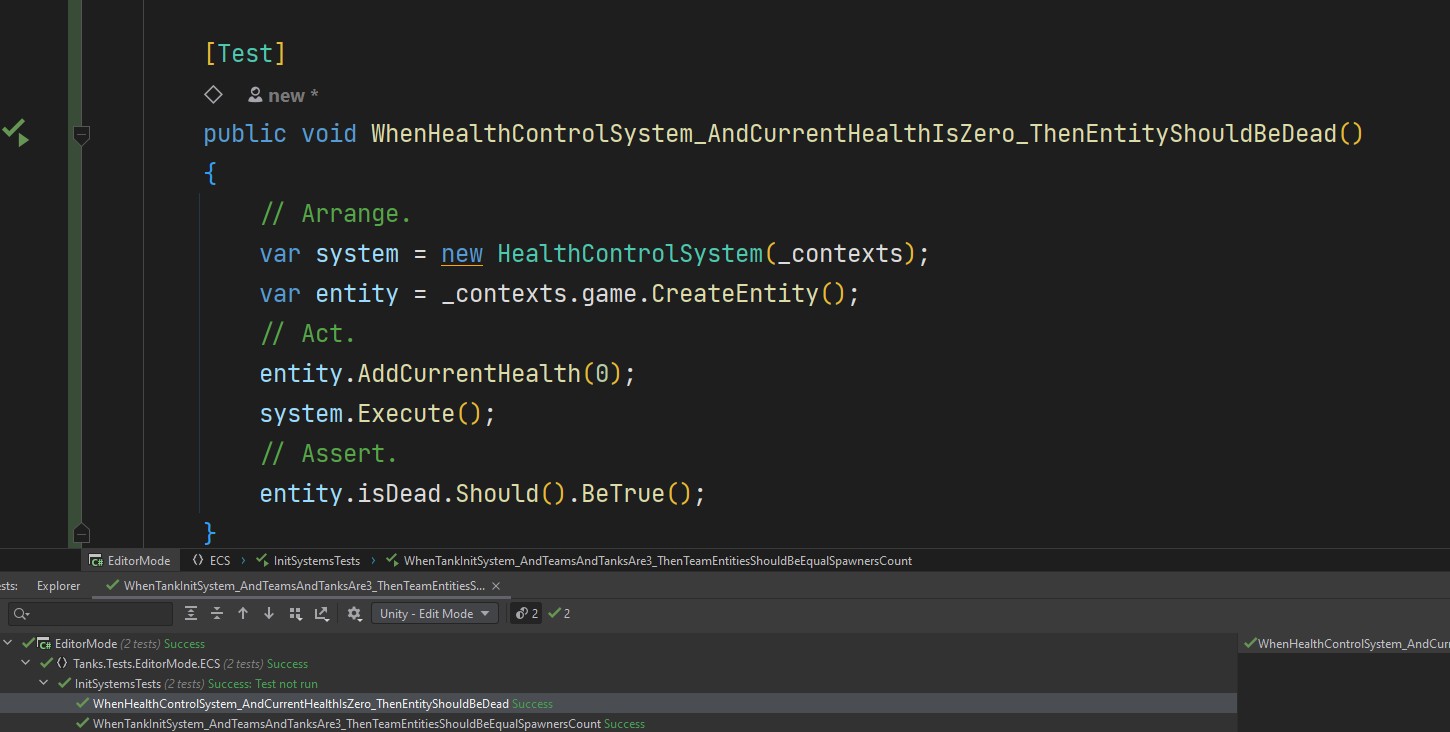 [Test]
new *
public void WhenHealthControlSystem_AndCurrentHealthIsZero_ThenEntityShouldBeDead()
{
// Arrange.
var system = new HealthControlSystem(_contexts);
var entity = _contexts.game.CreateEntity();
// Act.
entity.AddCurrentHealth(0);
system.Execute();
// Assert.
entity.isDead.Should().BeTrue();
}
C# EditorMode () ECS › InitSystemsTests › WhenTankInitSystem_AndTeamsAndTanksAre3_ThenTeamEntitiesShouldBeEqualSpawnersCount
sts: Explorer WhenTankInitSystem_AndTeamsAndTanksAre3_ThenTeamEntitiesS... ×
Unity - Edit Mode 2 2
C# EditorMode (2 tests) Success
WhenHealthControlSystem_AndCurr
() Tanks.Tests.EditorMode.ECS (2 tests) Success
InitSystemsTests (2 tests) Success: Test not run
WhenHealthControlSystem_AndCurrentHealthIsZero_ThenEntityShouldBeDead Success
WhenTankInitSystem_AndTeamsAndTanksAre3_ThenTeamEntitiesShouldBeEqualSpawnersCount Success